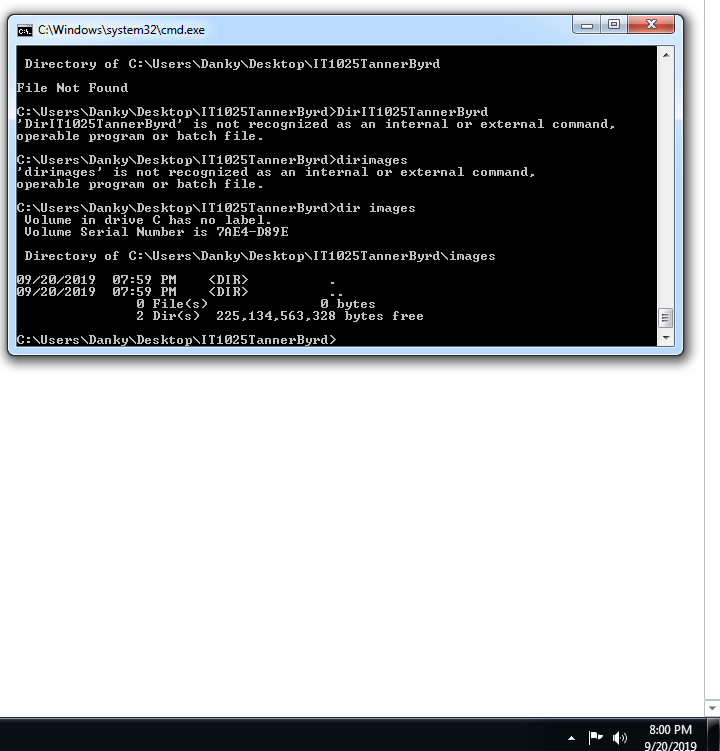 C:\Windows\system32\cmd.exe
Directory of C:\Users\Danky\Desktop\IT1025TannerByrd
File Not Found
C:\Users\Danky\Desktop\IT1025TannerByrd>DirIT1025TannerByrd
'DirIT1025TannerByrd' is not recognized as an internal or external command,
operable program or batch file.
C:\Users\Danky\Desktop\IT1025TannerByrd>dirimages
'dirimages' is not recognized as an internal or external command,
operable program or batch file.
C:\Users\Danky\Desktop\IT1025TannerByrd>dir images
Volume in drive C has no label.
Volume Serial Number is 7AE4-D89E
Directory of C:\Users\Danky\Desktop\IT1025TannerByrd\images
09/20/2019  07:59 PM    <DIR>          .
09/20/2019  07:59 PM    <DIR>          ..
0 File(s)              0 bytes
2 Dir(s)  225,134,563,328 bytes free
C:\Users\Danky\Desktop\IT1025TannerByrd>
8:00 PM
9/20/2019